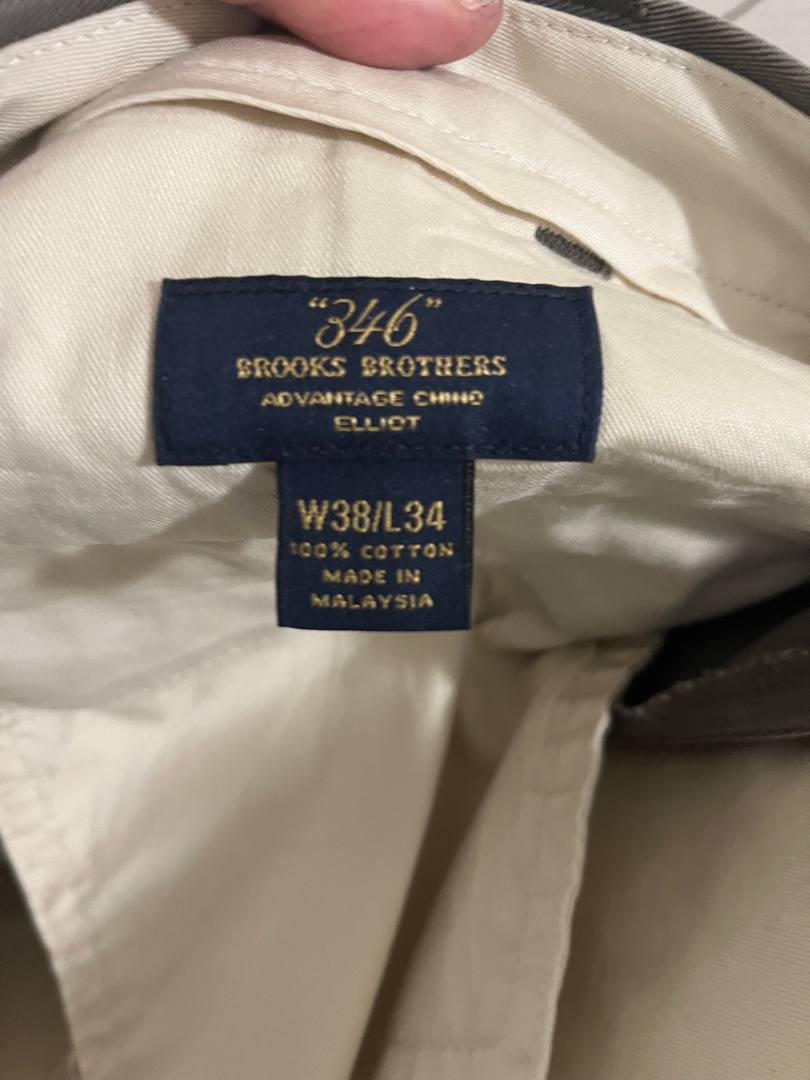 "346"
BROOKS BROTHERS
ADVANTAGE CHINO
ELLIOT
W38/L34
100% COTTON
MADE IN
MALAYSIA